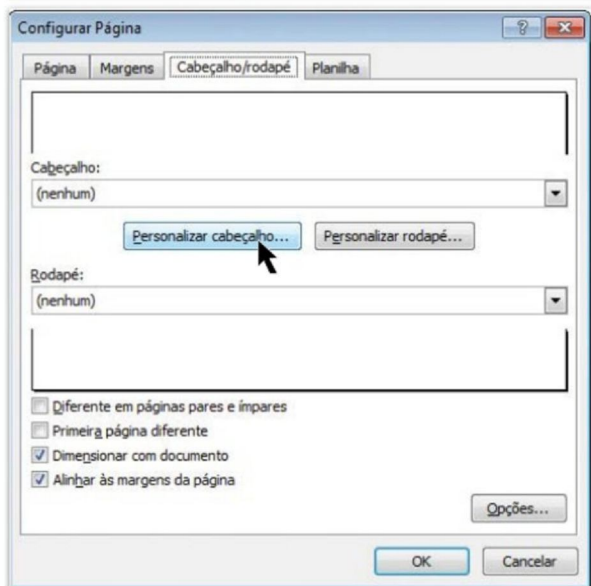 Configurar Página
Página Margens Cabeçalho/rodapé Planilha
Cabeçalho:
(nenhum)
Personalizar cabeçalho... Personalizar rodapé...
Rodapé:
(nenhum)
Diferente em páginas pares e ímpares
Primeira página diferente
Dimensionar com documento
Alinhar às margens da página
Opções...
OK Cancelar